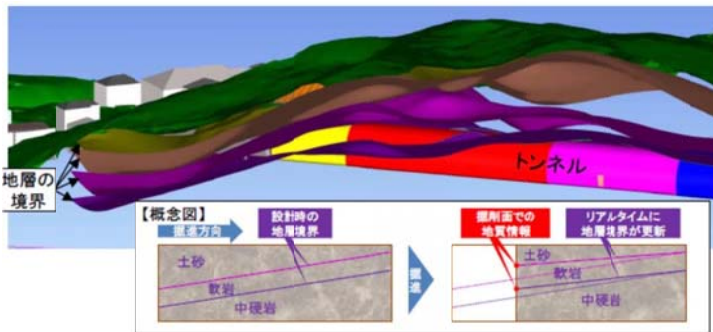 トンネル
地層の
境界
【概念図】
掘進方向
設計時の
地層境界
土砂
軟岩
中硬岩
掘進
掘削面での
地質情報
リアルタイムに
地層境界が更新
土砂
軟岩
中硬岩